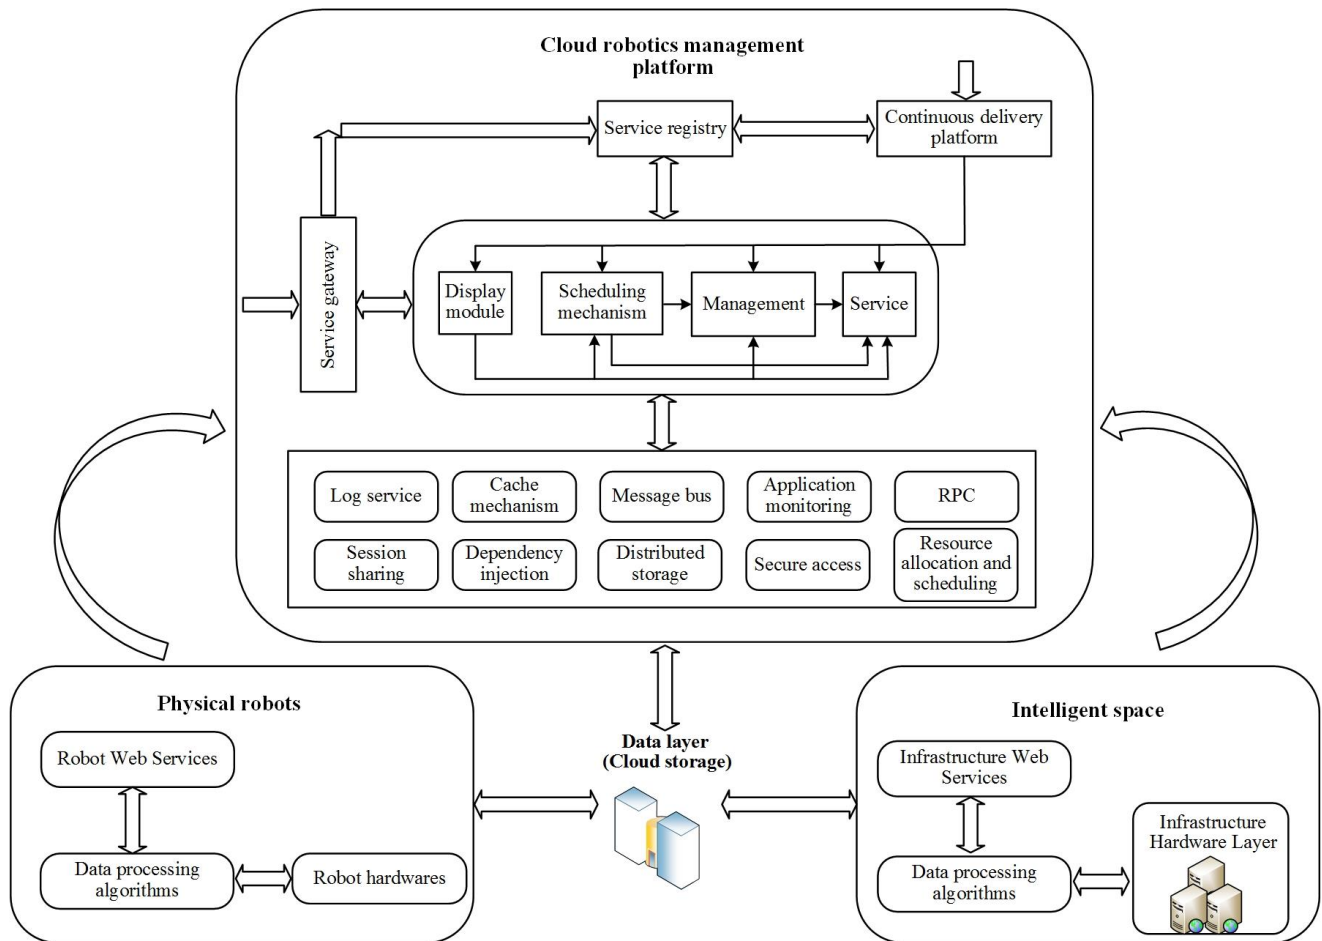 Cloud robotics management
platform
Service registry
Continuous delivery
platform
Service gateway
Display
module
Scheduling
mechanism
Management
Service
Log service
Cache
mechanism
Message bus
Application
monitoring
RPC
Session
sharing
Dependency
injection
Distributed
storage
Secure access
Resource
allocation and
scheduling
Physical robots
Robot Web Services
Data processing
algorithms
Robot hardwares
Data layer
(Cloud storage)
Intelligent space
Infrastructure Web
Services
Data processing
algorithms
Infrastructure
Hardware Layer